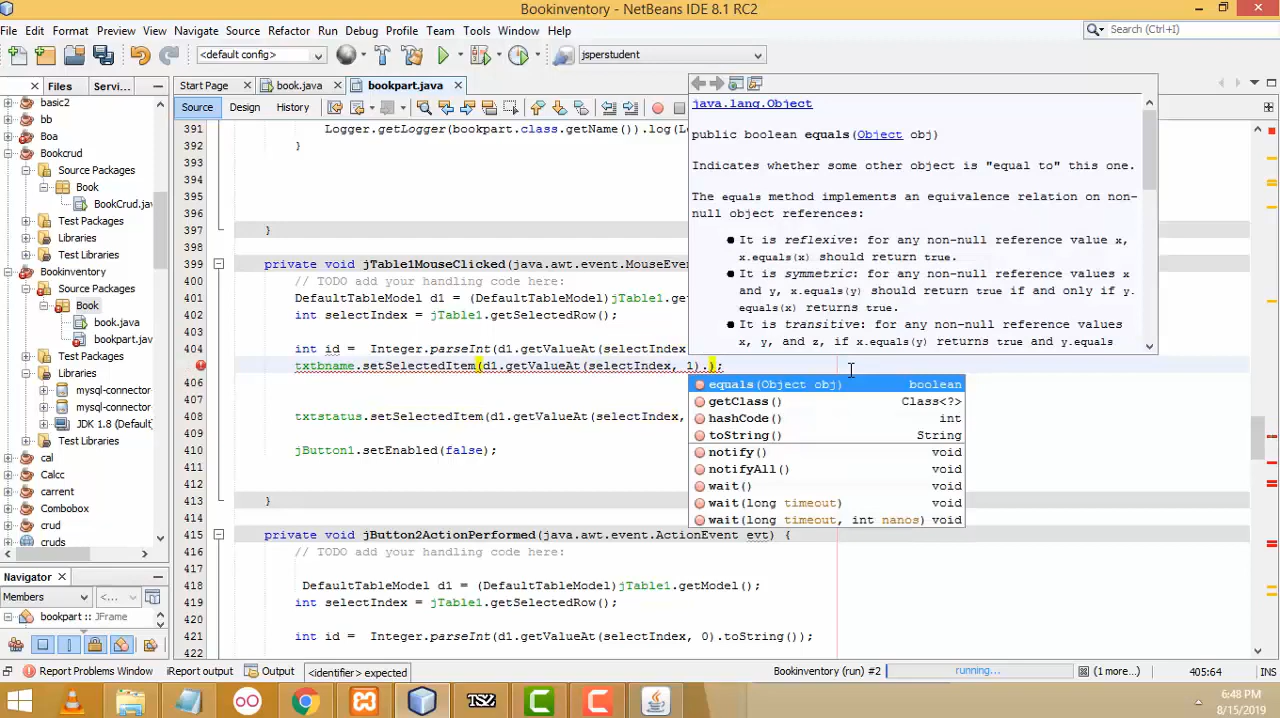 Bookinventory - NetBeans IDE 8.1 RC2
File Edit Format Preview View Navigate Source Refactor Run Debug Profile Team Tools Window Help
Search (Ctrl+I)
<default config>
jsperstudent
Files Servi...
Start Page book.java bookpart.java
Source Design History
basic2
bb
Boa
Bookcrud
Source Packages
Book
BookCrud.jav
Test Packages
Libraries
Test Libraries
Bookinventory
Source Packages
Book
book.java
bookpart.java
Test Packages
Libraries
mysql-connector
mysql-connector
JDK 1.8 (Default)
Test Libraries
cal
Calcc
carrent
Combobox
crud
cruds
Navigator
Members
<...
bookpart :: JFrame
391 Logger.getLogger(bookpart.class.getName()).log(L
392 }
393
394
395
396
397 }
399 private void jTable1MouseClicked(java.awt.event.MouseEve
400 // TODO add your handling code here:
401 DefaultTableModel d1 = (DefaultTableModel)jTable1.ge
402 int selectIndex = jTable1.getSelectedRow();
403
404 int id = Integer.parseInt(d1.getValueAt(selectIndex
txtbname.setSelectedItem(d1.getValueAt(selectIndex, 1).);
406
407
408 txtstatus.setSelectedItem(d1.getValueAt(selectIndex,
409
410 jButton1.setEnabled(false);
411
412
413 }
414
415 private void jButton2ActionPerformed(java.awt.event.ActionEvent evt) {
416 // TODO add your handling code here:
417
418 DefaultTableModel d1 = (DefaultTableModel)jTable1.getModel();
419 int selectIndex = jTable1.getSelectedRow();
420
421 int id = Integer.parseInt(d1.getValueAt(selectIndex, 0).toString());
422
java.lang.Object
public boolean equals(Object obj)
Indicates whether some other object is "equal to" this one.
The equals method implements an equivalence relation on non-
null object references:
● It is reflexive: for any non-null reference value x,
x.equals(x) should return true.
● It is symmetric: for any non-null reference values x
and y, x.equals(y) should return true if and only if y.
equals(x) returns true.
● It is transitive: for any non-null reference values
x, y, and z, if x.equals(y) returns true and y.equals
equals(Object obj) boolean
getClass() Class<?>
hashCode() int
toString() String
notify() void
notifyAll() void
wait() void
wait(long timeout) void
wait(long timeout, int nanos) void
Report Problems Window iReport output Output <identifier> expected
Bookinventory (run) #2 running... (1 more...) 405:64 INS
TS2
6:48 PM
8/15/2019